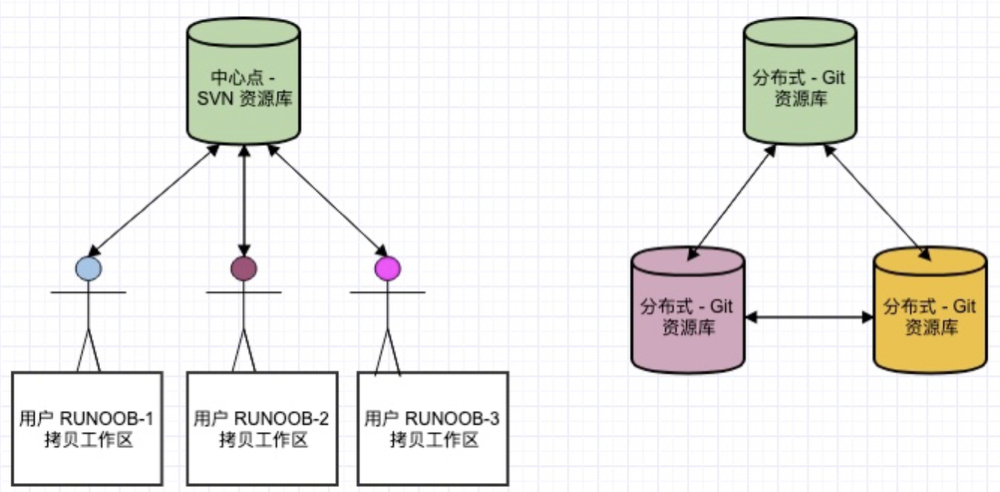 中心点 -
SVN 资源库
用户 RUNOOB-1
拷贝工作区
用户 RUNOOB-2
拷贝工作区
用户 RUNOOB-3
拷贝工作区
分布式 - Git
资源库
分布式 - Git
资源库
分布式 - Git
资源库